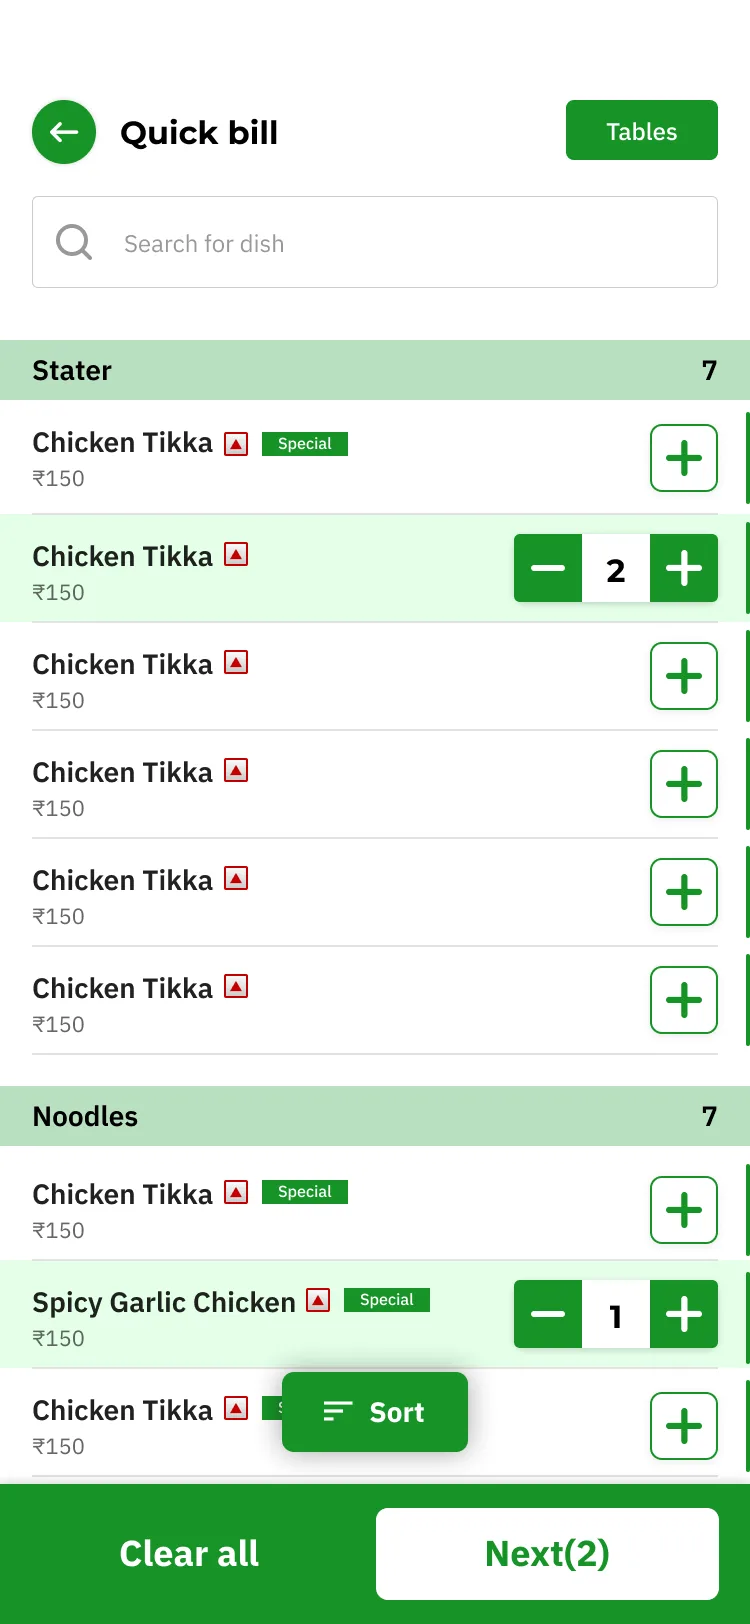 Quick bill
Tables
Search for dish
Stater 7
Chicken Tikka Special
₹150
Chicken Tikka
₹150
2
Chicken Tikka
₹150
Chicken Tikka
₹150
Chicken Tikka
₹150
Chicken Tikka
₹150
Noodles 7
Chicken Tikka Special
₹150
Spicy Garlic Chicken Special
₹150
1
Chicken Tikka
₹150
Sort
Clear all
Next(2)